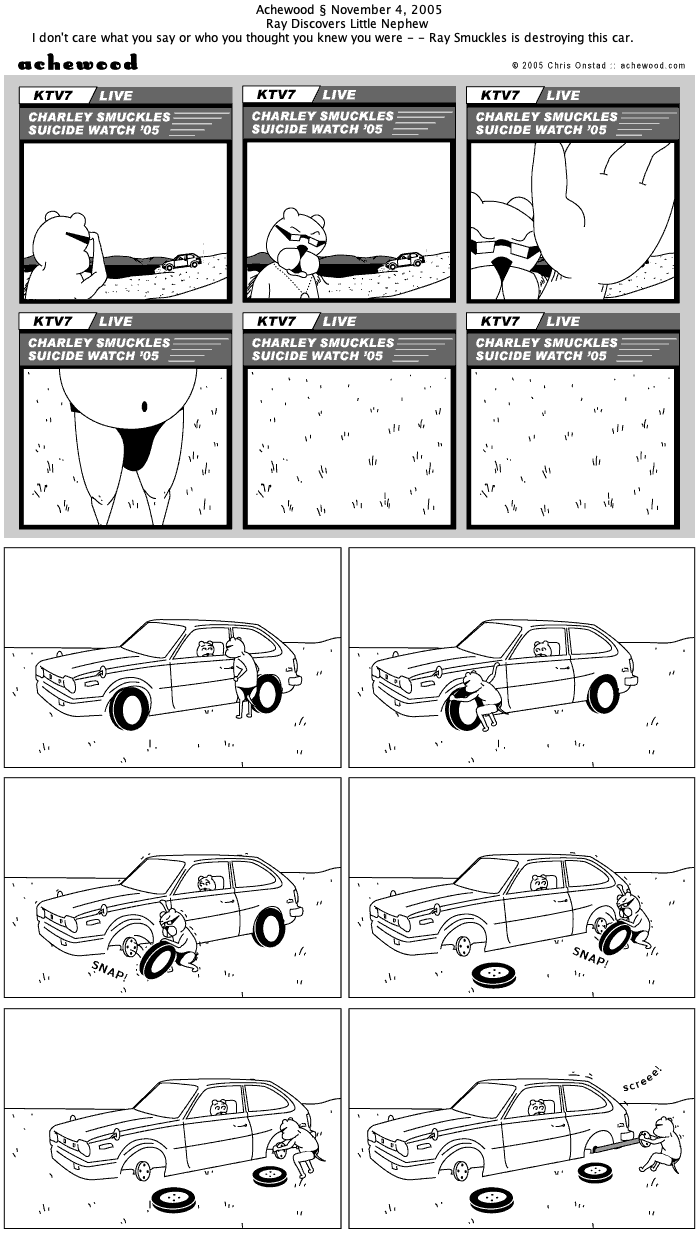 Achewood § November 4, 2005
Ray Discovers Little Nephew
I don't care what you say or who you thought you knew you were - - Ray Smuckles is destroying this car.
achewood
© 2005 Chris Onstad :: achewood.com
KTV7 LIVE
CHARLEY SMUCKLES
SUICIDE WATCH '05
KTV7 LIVE
CHARLEY SMUCKLES
SUICIDE WATCH '05
KTV7 LIVE
CHARLEY SMUCKLES
SUICIDE WATCH '05
KTV7 LIVE
CHARLEY SMUCKLES
SUICIDE WATCH '05
KTV7 LIVE
CHARLEY SMUCKLES
SUICIDE WATCH '05
KTV7 LIVE
CHARLEY SMUCKLES
SUICIDE WATCH '05
SNAP!
SNAP!
screee!